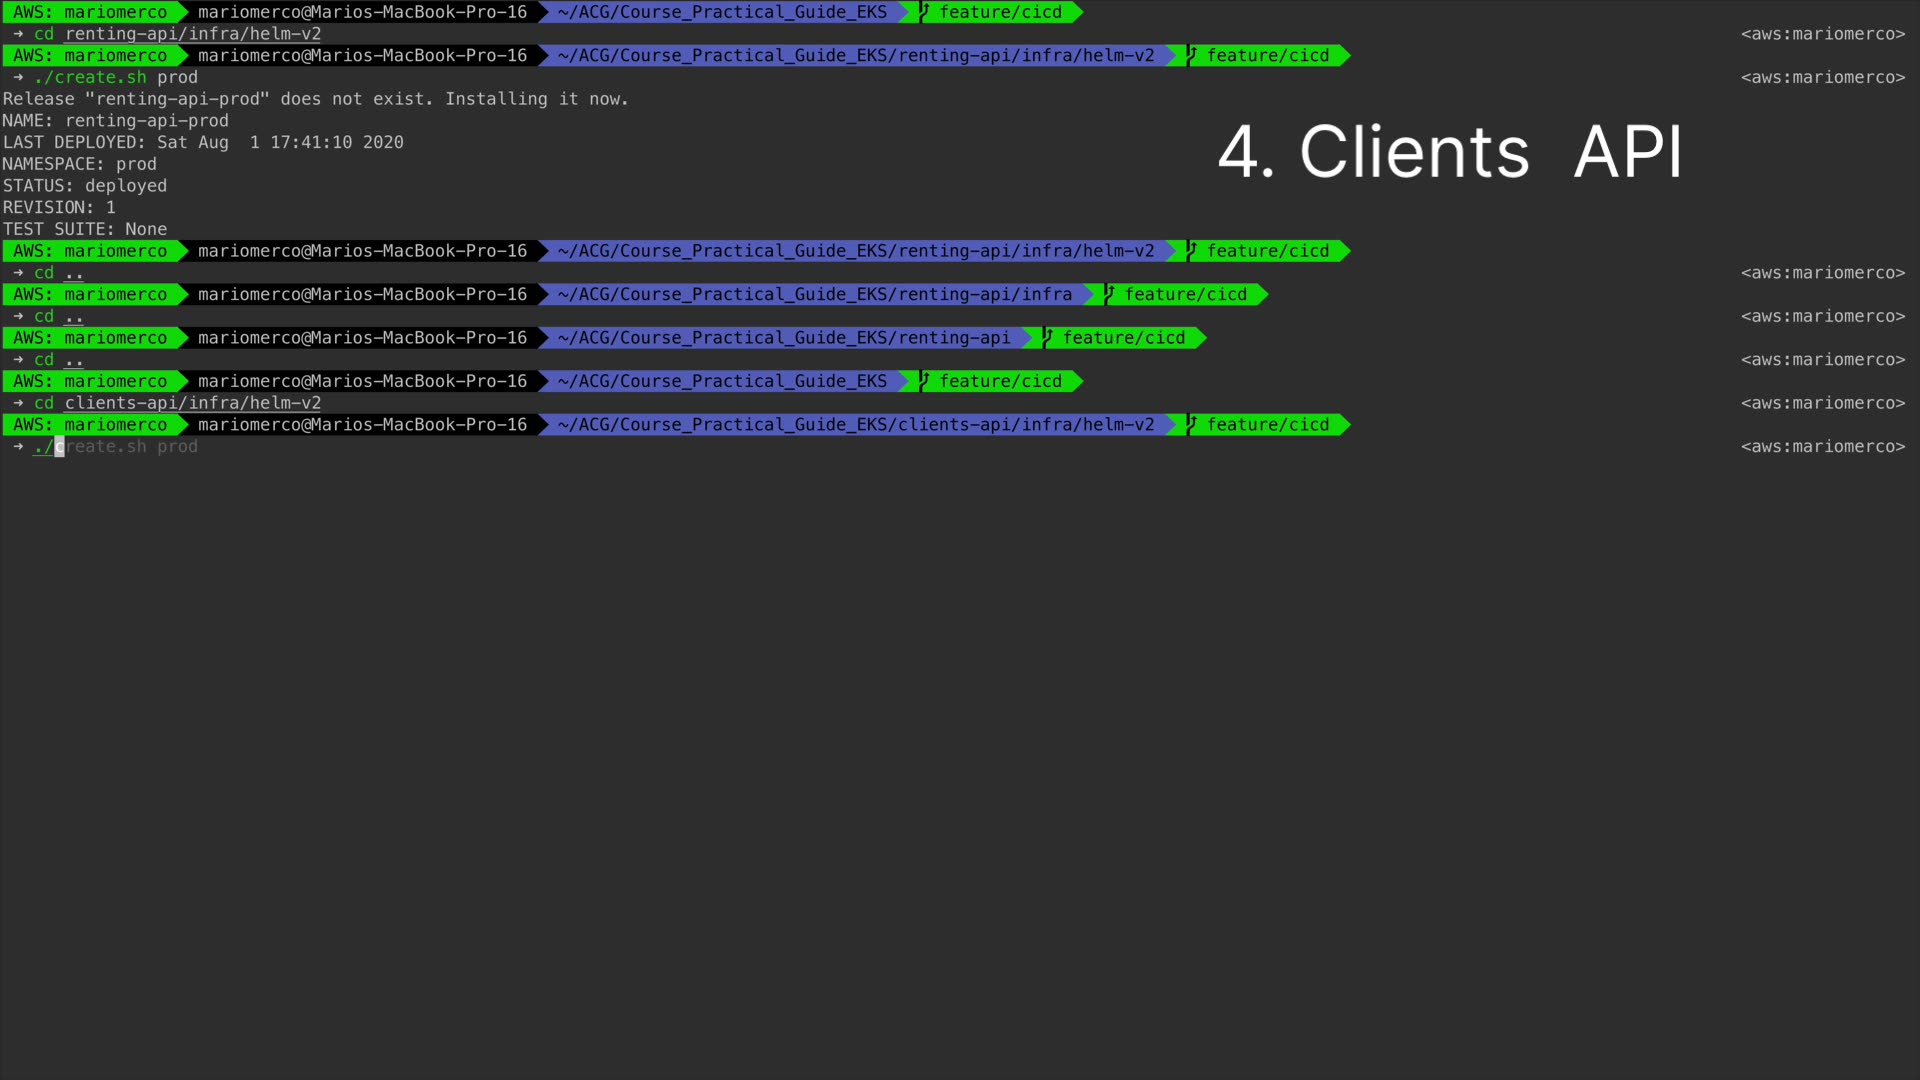 AWS: mariomerco mariomerco@Marios-MacBook-Pro-16 ~/ACG/Course_Practical_Guide_EKS feature/cicd
➜ cd renting-api/infra/helm-v2 <aws:mariomerco>
AWS: mariomerco mariomerco@Marios-MacBook-Pro-16 ~/ACG/Course_Practical_Guide_EKS/renting-api/infra/helm-v2 feature/cicd
➜ ./create.sh prod <aws:mariomerco>
Release "renting-api-prod" does not exist. Installing it now.
NAME: renting-api-prod
LAST DEPLOYED: Sat Aug  1 17:41:10 2020
NAMESPACE: prod
STATUS: deployed
REVISION: 1
TEST SUITE: None
4. Clients API
AWS: mariomerco mariomerco@Marios-MacBook-Pro-16 ~/ACG/Course_Practical_Guide_EKS/renting-api/infra/helm-v2 feature/cicd
➜ cd .. <aws:mariomerco>
AWS: mariomerco mariomerco@Marios-MacBook-Pro-16 ~/ACG/Course_Practical_Guide_EKS/renting-api/infra feature/cicd
➜ cd .. <aws:mariomerco>
AWS: mariomerco mariomerco@Marios-MacBook-Pro-16 ~/ACG/Course_Practical_Guide_EKS/renting-api feature/cicd
➜ cd .. <aws:mariomerco>
AWS: mariomerco mariomerco@Marios-MacBook-Pro-16 ~/ACG/Course_Practical_Guide_EKS feature/cicd
➜ cd clients-api/infra/helm-v2 <aws:mariomerco>
AWS: mariomerco mariomerco@Marios-MacBook-Pro-16 ~/ACG/Course_Practical_Guide_EKS/clients-api/infra/helm-v2 feature/cicd
➜ ./create.sh prod <aws:mariomerco>